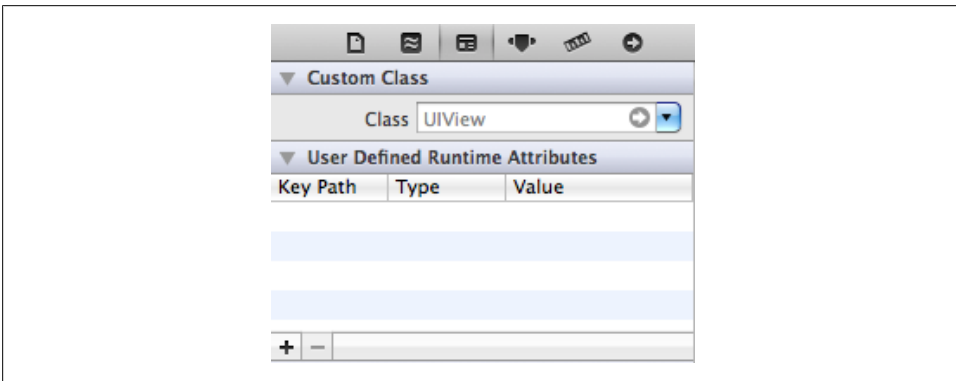 Custom Class
Class UIView
User Defined Runtime Attributes
Key Path Type Value